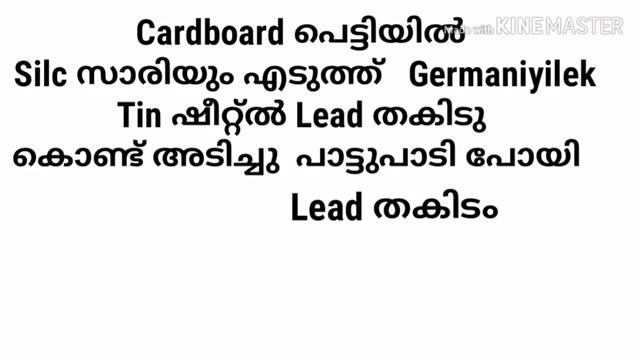 Made with KINEMASTER
Cardboard പെട്ടിയിൽ
Silc സാരിയും എടുത്ത് Germaniyilek
Tin ഷീറ്റ്ൽ Lead തകിടു
കൊണ്ട് അടിച്ചു പാട്ടുപാടി പോയി
Lead തകിടം